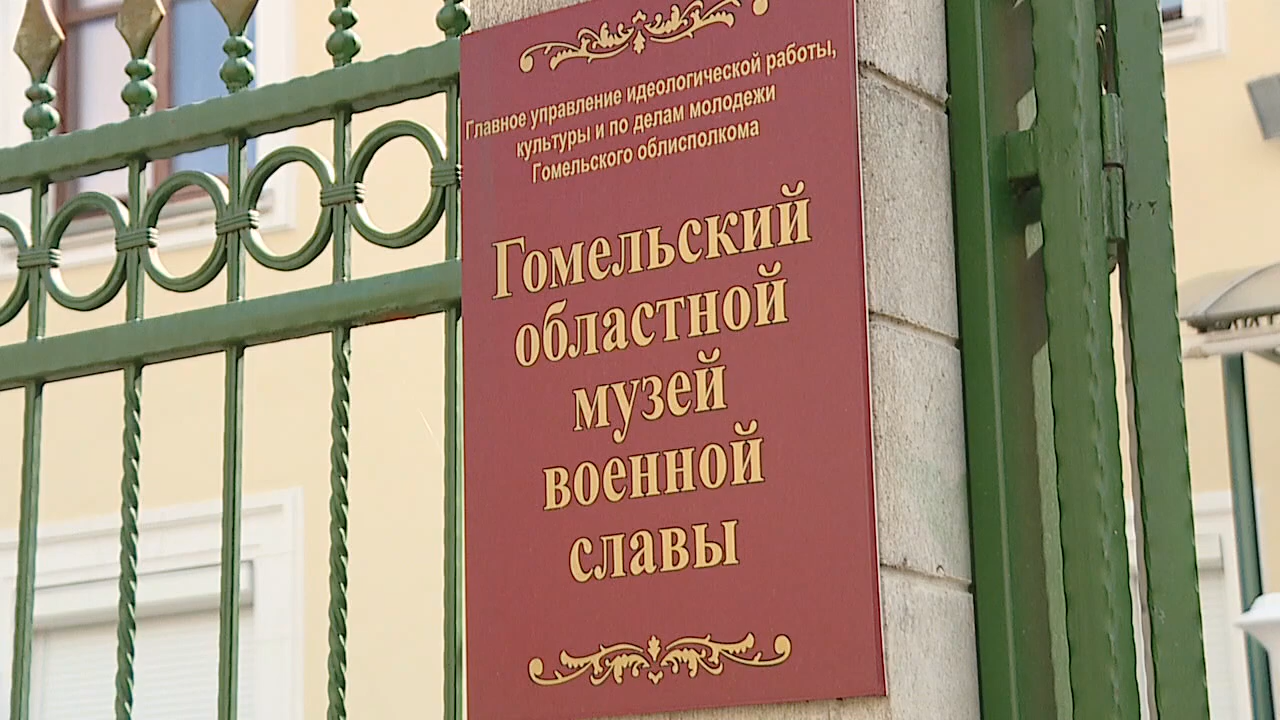 Главное управление идеологической работы,
культуры и по делам молодежи
Гомельского облисполкома
Гомельский
областной
музей
военной
славы